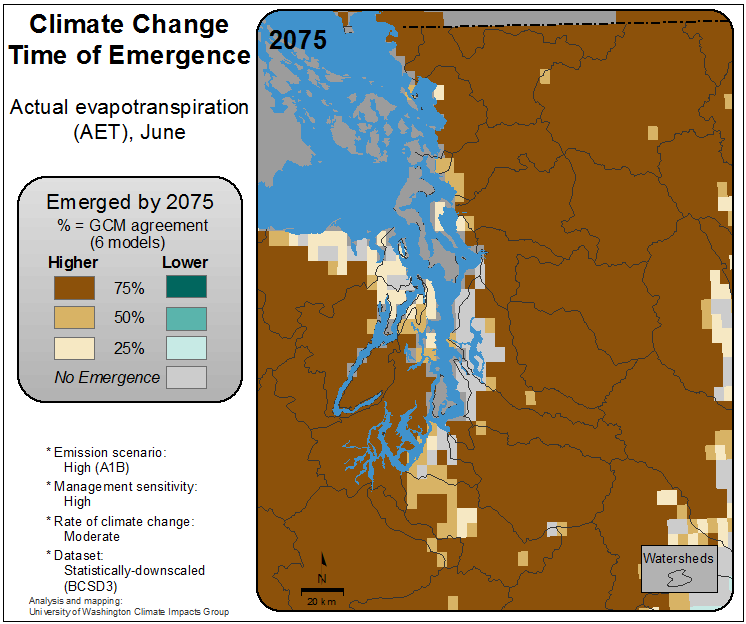 Climate Change
Time of Emergence
Actual evapotranspiration
(AET), June
Emerged by 2075
% = GCM agreement
(6 models)
Higher Lower
75%
50%
25%
No Emergence
* Emission scenario:
High (A1B)
* Management sensitivity:
High
* Rate of climate change:
Moderate
* Dataset:
Statistically-downscaled
(BCSD3)
Analysis and mapping:
University of Washington Climate Impacts Group
2075
N
20 km
Watersheds